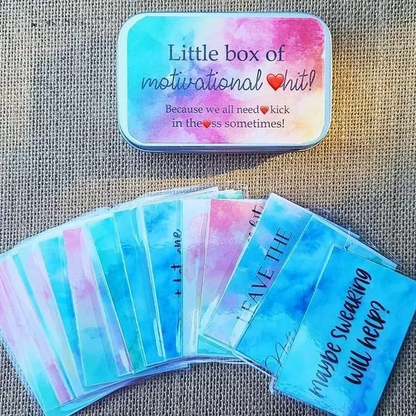 Little box of
motivational ❤hit!
Because we all need❤kick
in the❤ss sometimes!
LEAVE THE
maybe swearing
will help?